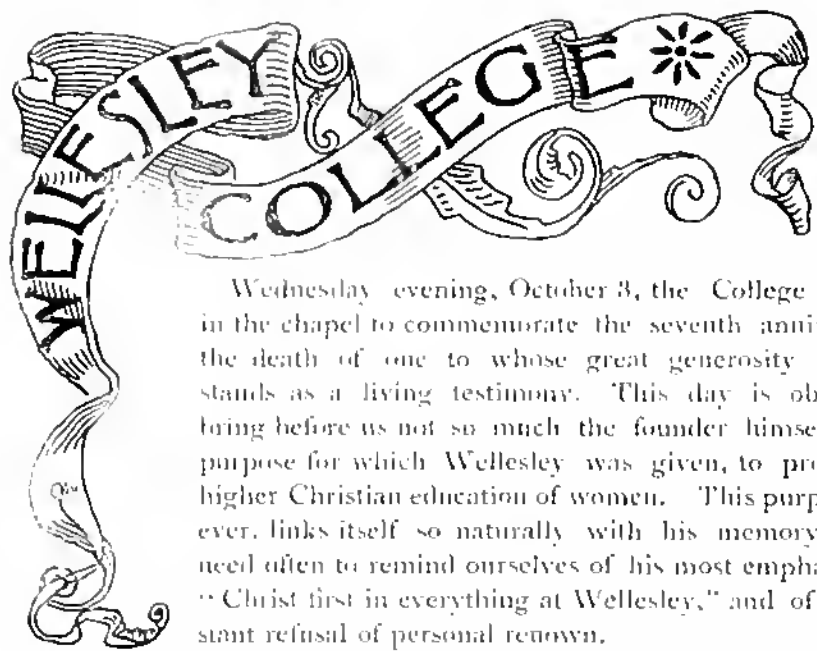 WELLESLEY
COLLEGE
Wednesday evening, October 3, the College
in the chapel to commemorate the seventh anni
the death of one to whose great generosity
stands as a living testimony. This day is ob
bring before us not so much the founder himse
purpose for which Wellesley was given, to pro
higher Christian education of women. This purp
ever, links itself so naturally with his memory
need often to remind ourselves of his most empha
“Christ first in everything at Wellesley,” and of
stant refusal of personal renown.